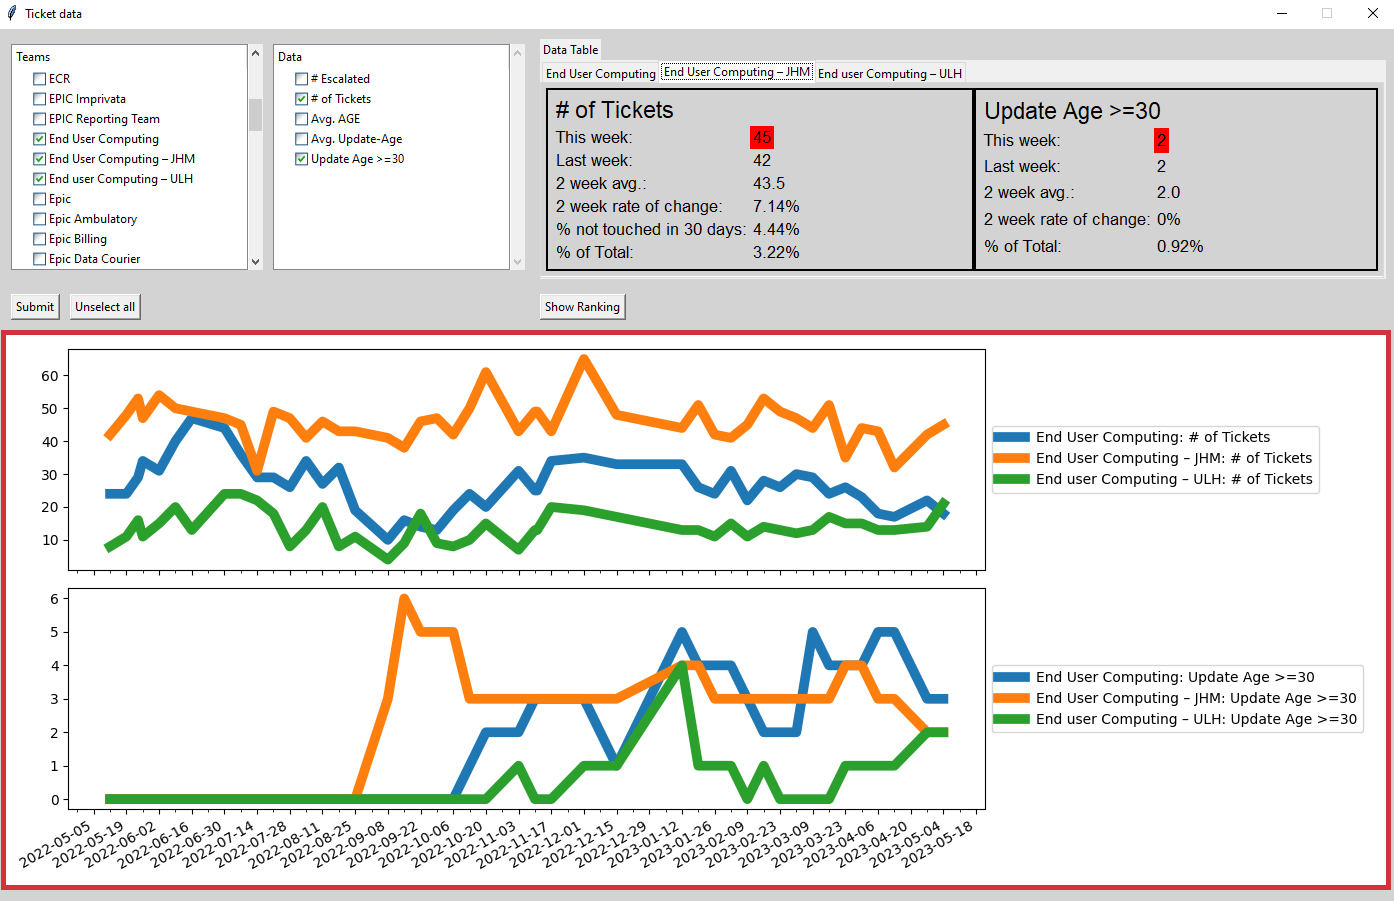 Ticket data
Teams
ECR
EPIC Imprivata
EPIC Reporting Team
End User Computing
End User Computing – JHM
End user Computing – ULH
Epic
Epic Ambulatory
Epic Billing
Epic Data Courier
Data
# Escalated
# of Tickets
Avg. AGE
Avg. Update-Age
Update Age >=30
Submit
Unselect all
Data Table
End User Computing
End User Computing – JHM
End user Computing – ULH
# of Tickets
This week: 45
Last week: 42
2 week avg.: 43.5
2 week rate of change: 7.14%
% not touched in 30 days: 4.44%
% of Total: 3.22%
Update Age >=30
This week: 2
Last week: 2
2 week avg.: 2.0
2 week rate of change: 0%
% of Total: 0.92%
Show Ranking
60
50
40
30
20
10
End User Computing: # of Tickets
End User Computing – JHM: # of Tickets
End user Computing – ULH: # of Tickets
6
5
4
3
2
1
0
End User Computing: Update Age >=30
End User Computing – JHM: Update Age >=30
End user Computing – ULH: Update Age >=30
2022-05-05
2022-05-19
2022-06-02
2022-06-16
2022-06-30
2022-07-14
2022-07-28
2022-08-11
2022-08-25
2022-09-08
2022-09-22
2022-10-06
2022-10-20
2022-11-03
2022-11-17
2022-12-01
2022-12-15
2022-12-29
2023-01-12
2023-01-26
2023-02-09
2023-02-23
2023-03-09
2023-03-23
2023-04-06
2023-04-20
2023-05-04
2023-05-18